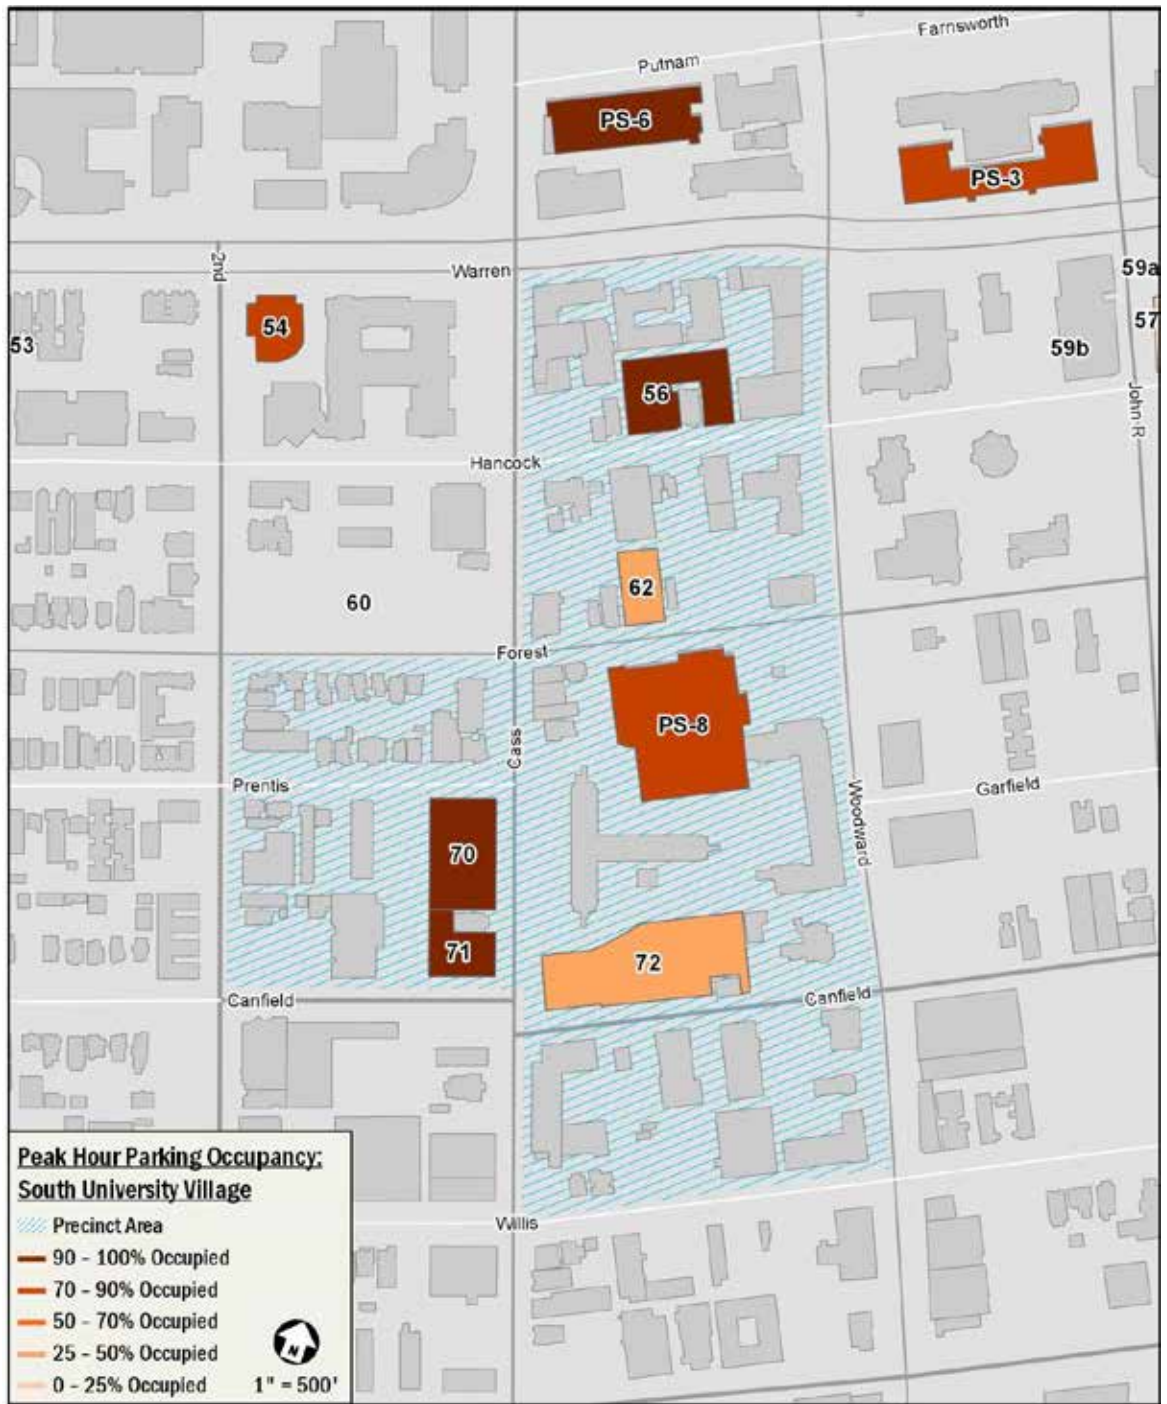 Farnsworth
Putnam
PS-6
PS-3
2nd
Warren
59a
54
57
53
59b
56
John R
Hancock
62
60
Forest
PS-8
Cass
Prentis
Garfield
Woodward
70
71
72
Canfield
Canfield
Peak Hour Parking Occupancy:
South University Village
Precinct Area
90 - 100% Occupied
70 - 90% Occupied
50 - 70% Occupied
25 - 50% Occupied
0 - 25% Occupied
N
1" = 500'
Willis